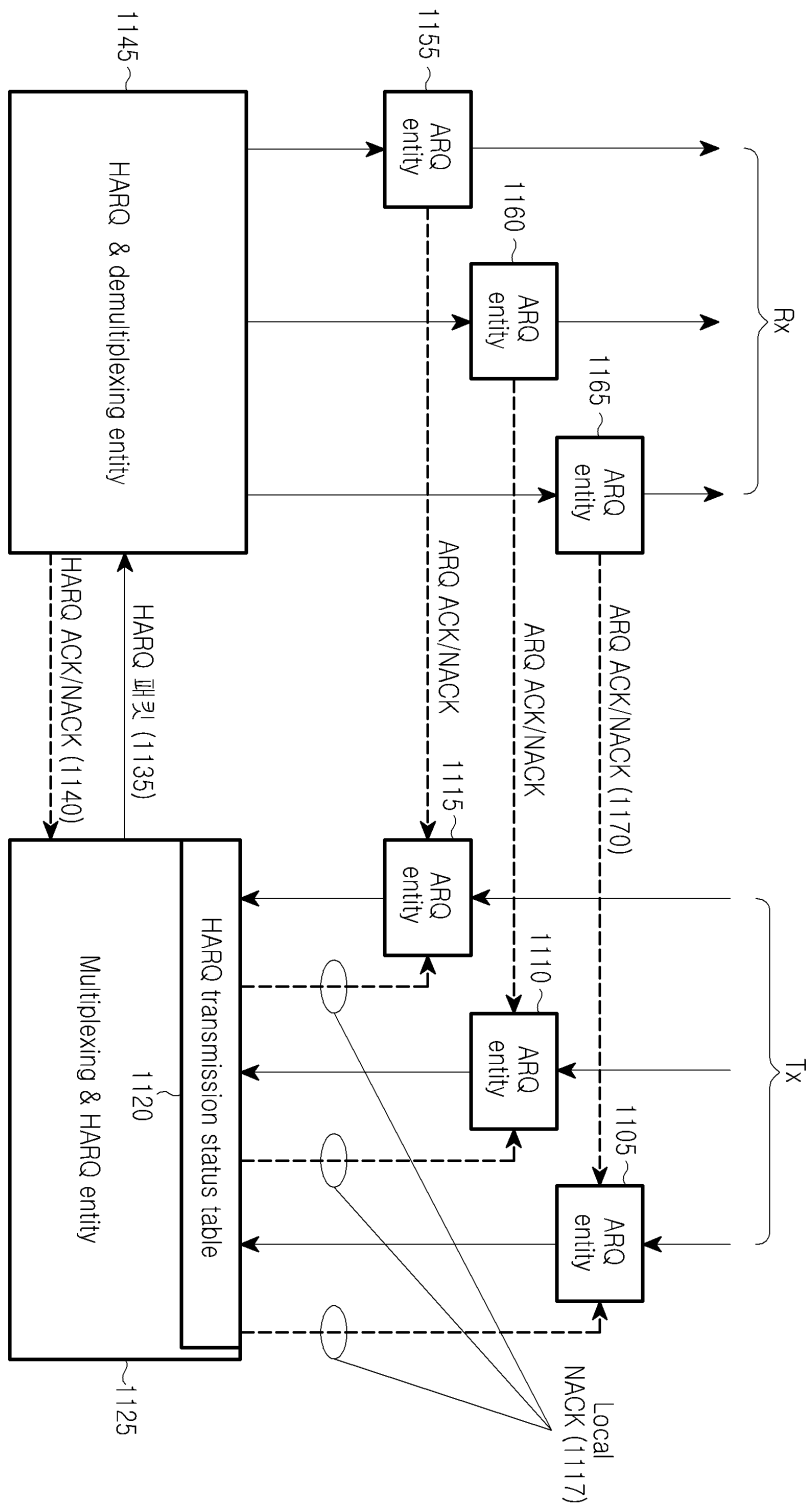 Rx
Tx
1155
ARQ
entity
1160
ARQ
entity
1165
ARQ
entity
ARQ ACK/NACK
ARQ ACK/NACK
ARQ ACK/NACK (1170)
1115
ARQ
entity
1110
ARQ
entity
1105
ARQ
entity
Local
NACK (1117)
1145
HARQ & demultiplexing entity
HARQ 패킷 (1135)
HARQ ACK/NACK (1140)
HARQ transmission status table
1120
Multiplexing & HARQ entity
1125